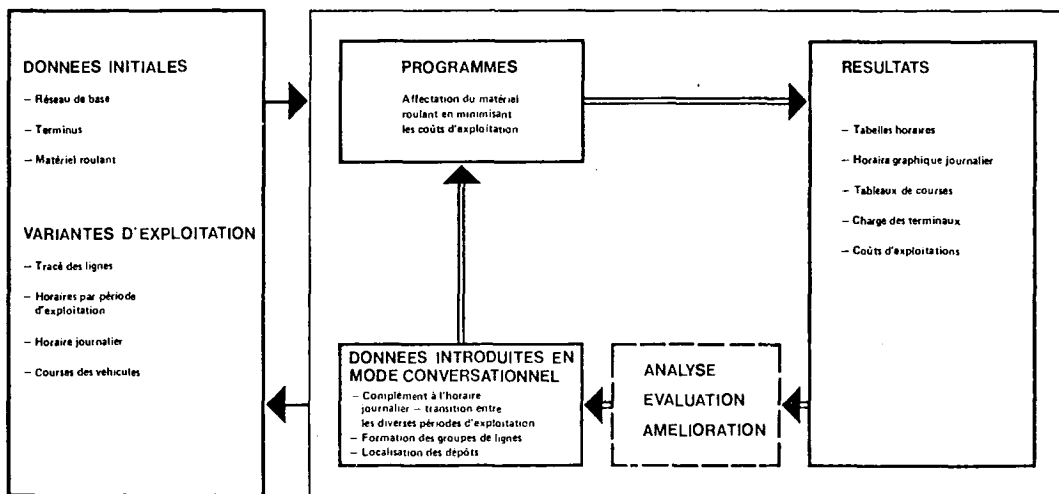 DONNEES INITIALES
– Réseau de base
– Terminus
– Matériel roulant
VARIANTES D'EXPLOITATION
– Tracé des lignes
– Horaires par période
d'exploitation
– Horaire journalier
– Courses des véhicules
PROGRAMMES
Affectation du matériel
roulant en minimisant
les coûts d'exploitation
DONNEES INTRODUITES EN
MODE CONVERSATIONNEL
– Complément à l'horaire
journalier – transition entre
les diverses périodes d'exploitation
– Formation des groupes de lignes
– Localisation des dépôts
ANALYSE
EVALUATION
AMELIORATION
RESULTATS
– Tabelles horaires
– Horaire graphique journalier
– Tableaux de courses
– Charge des terminaux
– Coûts d'exploitations